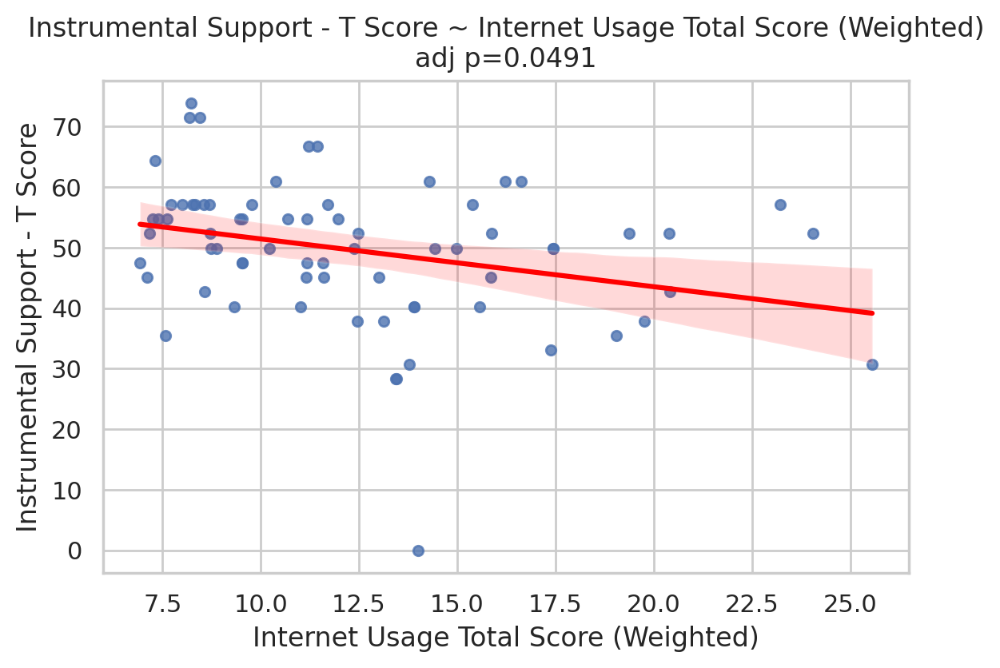 Instrumental Support - T Score ~ Internet Usage Total Score (Weighted)
adj p=0.0491
Instrumental Support - T Score
70
60
50
40
30
20
10
0
7.5 10.0 12.5 15.0 17.5 20.0 22.5 25.0
Internet Usage Total Score (Weighted)